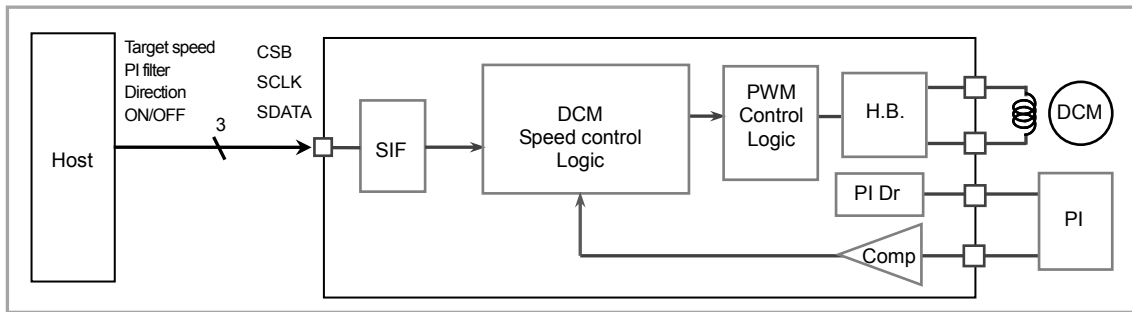 Host
Target speed
PI filter
Direction
ON/OFF
3
CSB
SCLK
SDATA
SIF
DCM
Speed control
Logic
PWM
Control
Logic
H.B.
DCM
PI Dr
PI
Comp